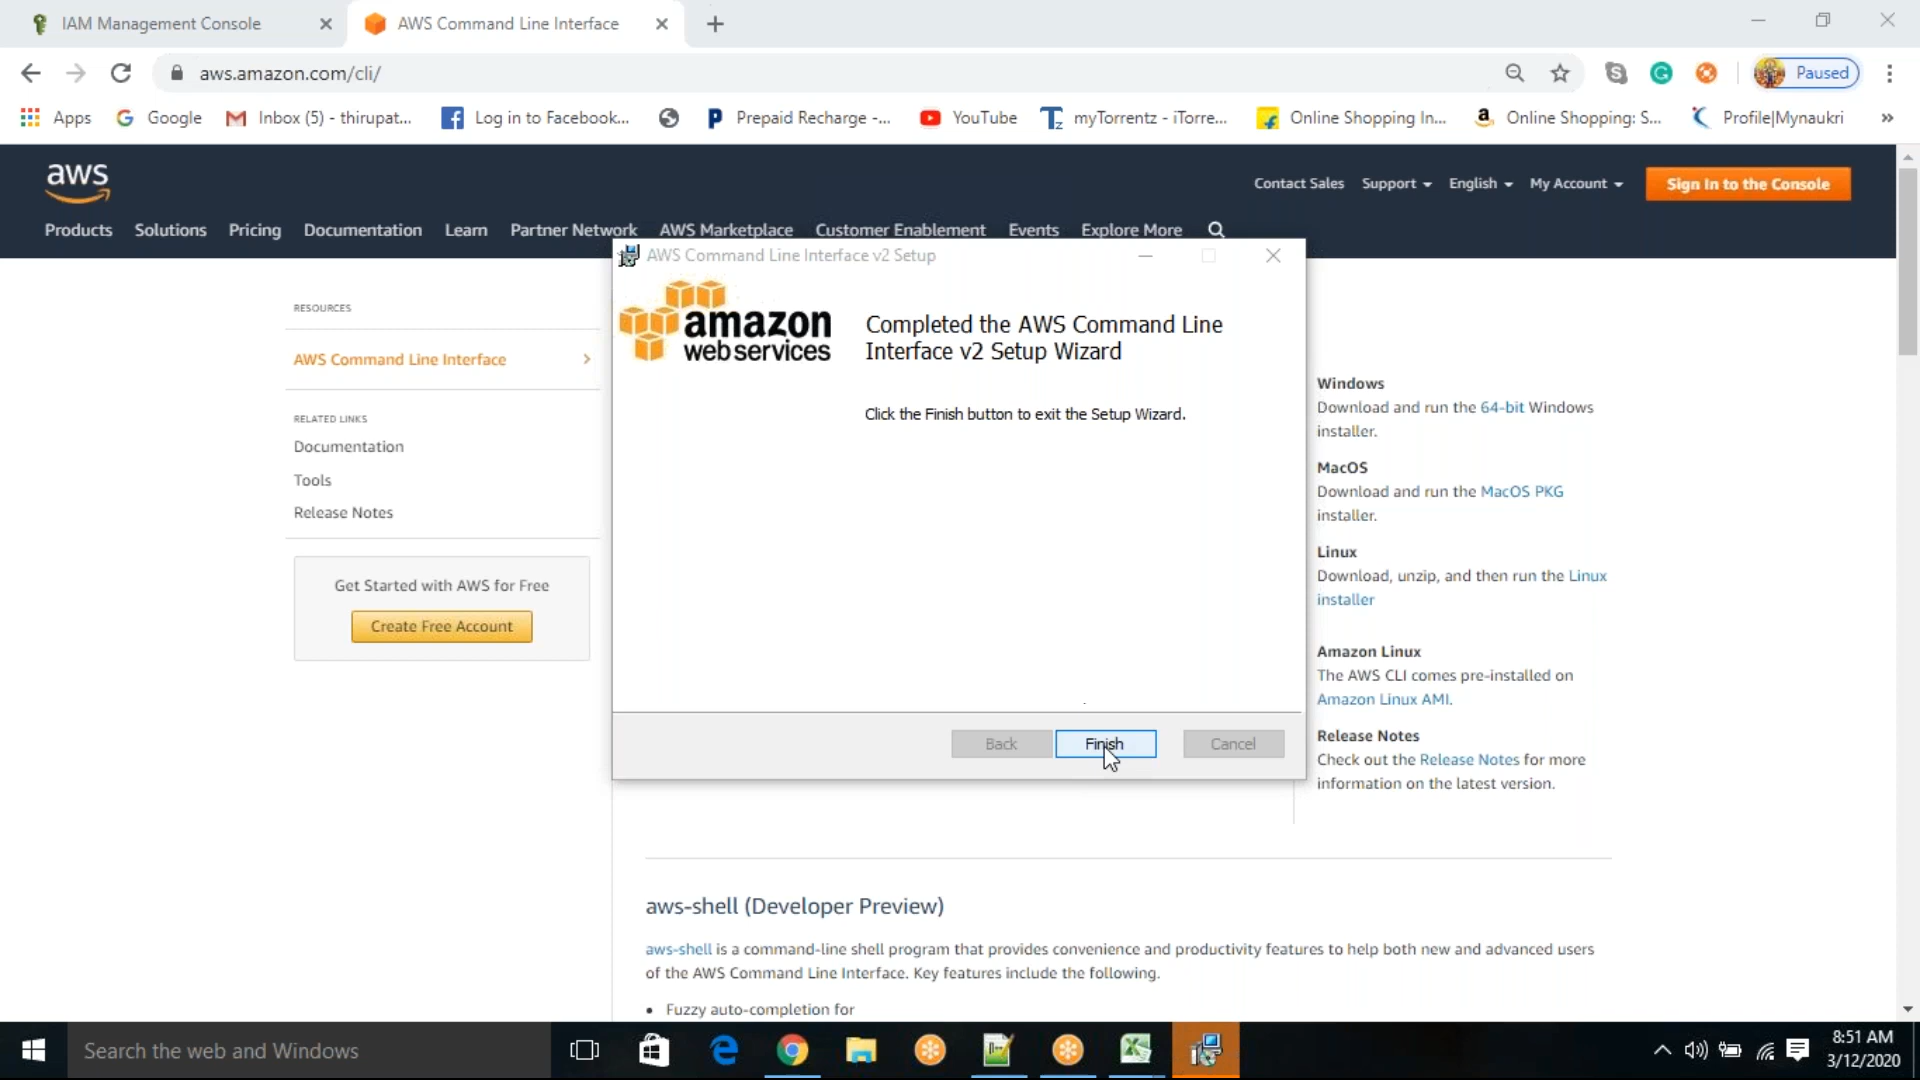 IAM Management Console
AWS Command Line Interface
aws.amazon.com/cli/
Paused
Apps
Google
Inbox (5) - thirupat...
Log in to Facebook...
Prepaid Recharge -...
YouTube
myTorrentz - iTorre...
Online Shopping In...
Online Shopping: S...
Profile|Mynaukri
aws
Contact Sales
Support
English
My Account
Sign In to the Console
Products
Solutions
Pricing
Documentation
Learn
Partner Network
AWS Marketplace
Customer Enablement
Events
Explore More
RESOURCES
AWS Command Line Interface
RELATED LINKS
Documentation
Tools
Release Notes
Get Started with AWS for Free
Create Free Account
AWS Command Line Interface v2 Setup
amazon
webservices
Completed the AWS Command Line
Interface v2 Setup Wizard
Click the Finish button to exit the Setup Wizard.
Back
Finish
Cancel
Windows
Download and run the 64-bit Windows
installer.
MacOS
Download and run the MacOS PKG
installer.
Linux
Download, unzip, and then run the Linux
installer
Amazon Linux
The AWS CLI comes pre-installed on
Amazon Linux AMI.
Release Notes
Check out the Release Notes for more
information on the latest version.
aws-shell (Developer Preview)
aws-shell is a command-line shell program that provides convenience and productivity features to help both new and advanced users
of the AWS Command Line Interface. Key features include the following.
• Fuzzy auto-completion for
Search the web and Windows
8:51 AM
3/12/2020